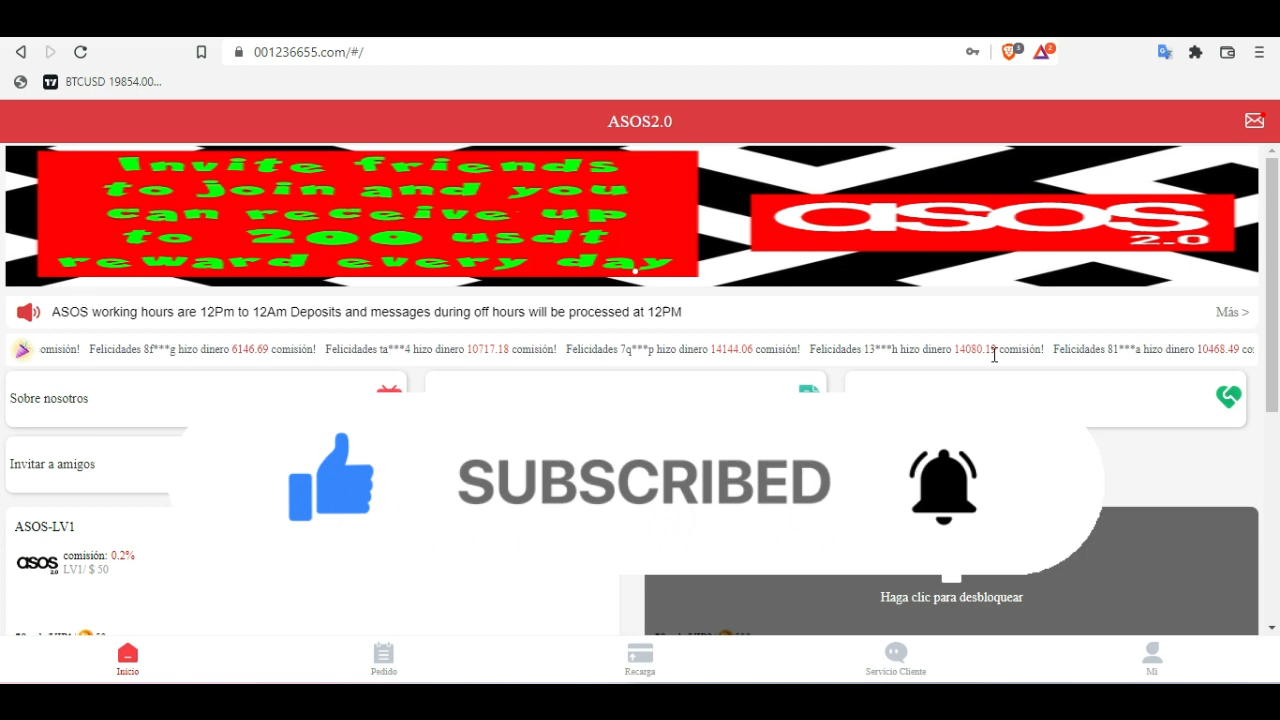 001236655.com/#/
3
2
BTCUSD 19854.00...
ASOS2.0
Invite friends
to join and you
can receive up
to 200 usdt
reward every day
asos
2.0
ASOS working hours are 12Pm to 12Am Deposits and messages during off hours will be processed at 12PM
Más >
omisión! Felicidades 8f***g hizo dinero 6146.69 comisión! Felicidades ta***4 hizo dinero 10717.18 comisión! Felicidades 7q***p hizo dinero 14144.06 comisión! Felicidades 13***h hizo dinero 14080.19 comisión! Felicidades 81***a hizo dinero 10468.49 co
Sobre nosotros
Invitar a amigos
SUBSCRIBED
ASOS-LV1
asos
2.0
comisión: 0.2%
LV1/ $ 50
Haga clic para desbloquear
Inicio
Pedido
Recarga
Servicio Cliente
Mi